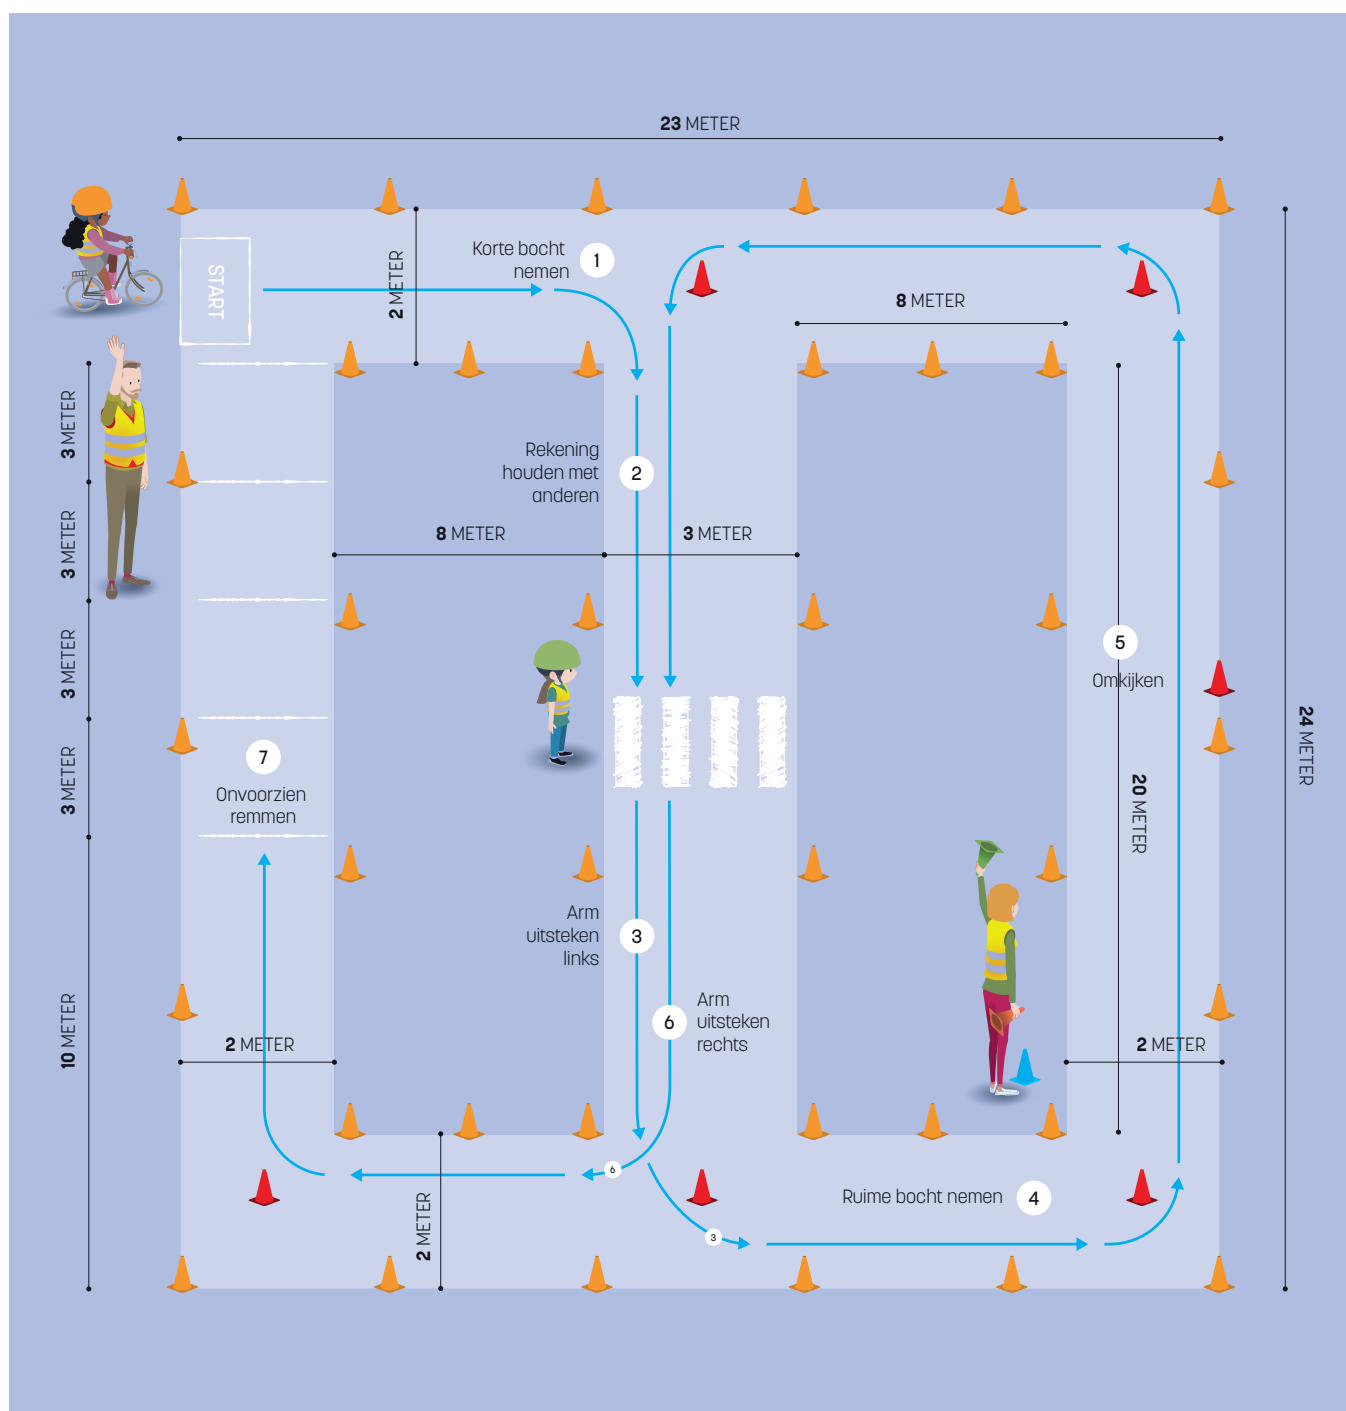 23 METER
START
Korte bocht
nemen
1
2 METER
8 METER
3 METER
3 METER
3 METER
3 METER
10 METER
Rekening
houden met
anderen
2
8 METER
3 METER
5
Omkijken
20 METER
24 METER
7
Onvoorzien
remmen
Arm
uitsteken
links
3
6
Arm
uitsteken
rechts
2 METER
2 METER
6
2 METER
Ruime bocht nemen
4
3